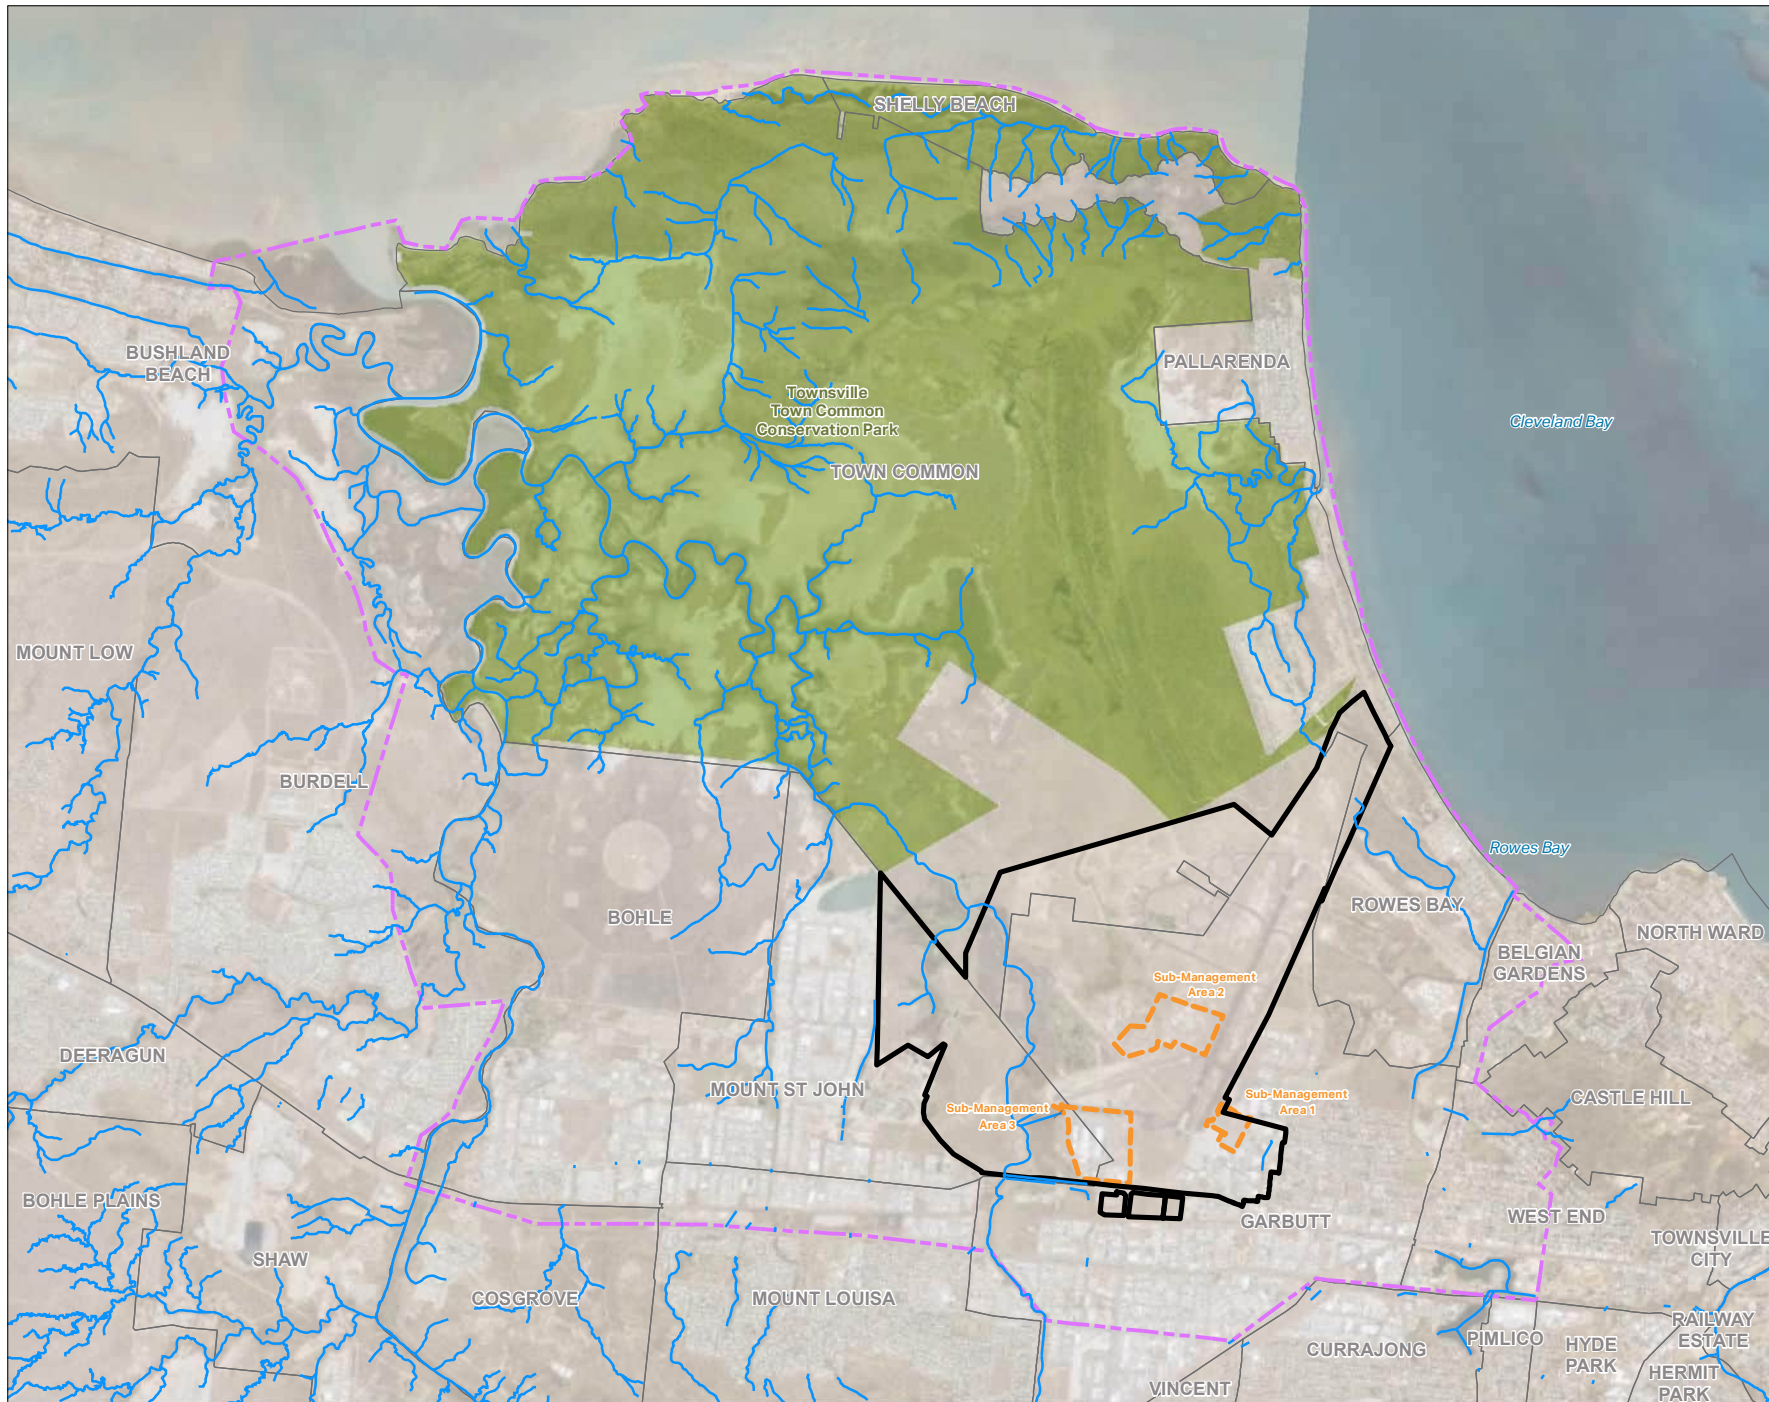 SHELLY BEACH
BUSHLAND
BEACH
PALLARENDA
Townsville
Town Common
Conservation Park
Cleveland Bay
TOWN COMMON
MOUNT LOW
BURDELL
Rowes Bay
BOHLE
ROWES BAY
NORTH WARD
BELGIAN
GARDENS
Sub-Management
Area 2
DEERAGUN
MOUNT ST JOHN
Sub-Management
Area 1
CASTLE HILL
Sub-Management
Area 3
BOHLE PLAINS
GARBUTT
WEST END
SHAW
TOWNSVILLE
CITY
COSGROVE
MOUNT LOUISA
RAILWAY
ESTATE
CURRAJONG
PIMLICO
HYDE
PARK
VINCENT
HERMIT
PARK